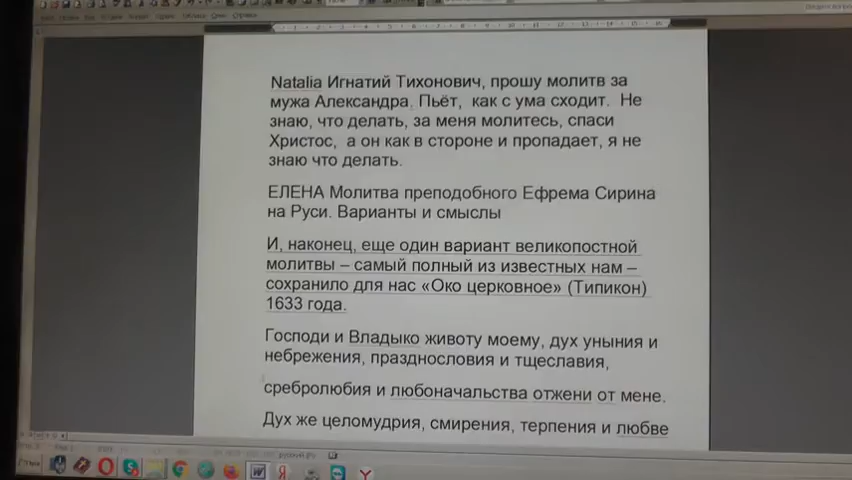 Natalia Игнатий Тихонович, прошу молитв за
мужа Александра. Пьёт, как с ума сходит. Не
знаю, что делать, за меня молитесь, спаси
Христос, а он как в стороне и пропадает, я не
знаю что делать.
ЕЛЕНА Молитва преподобного Ефрема Сирина
на Руси. Варианты и смыслы
И, наконец, еще один вариант великопостной
молитвы – самый полный из известных нам –
сохранило для нас «Око церковное» (Типикон)
1633 года.
Господи и Владыко животу моему, дух уныния и
небрежения, празднословия и тщеславия,
сребролюбия и любоначальства отжени от мене.
Дух же целомудрия, смирения, терпения и любве